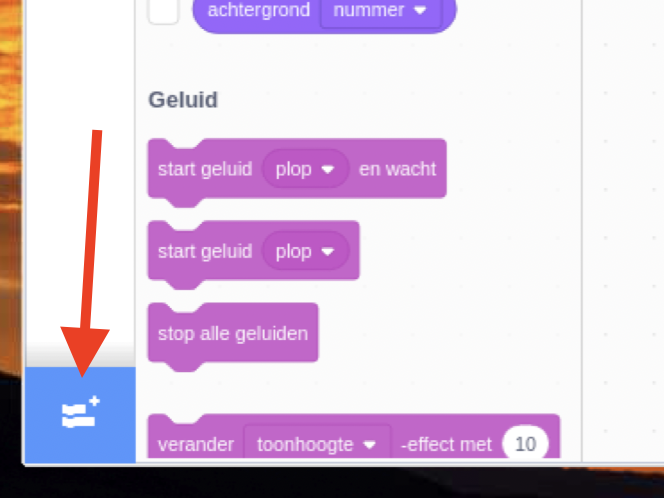 achtergrond nummer
Geluid
start geluid plop en wacht
start geluid plop
stop alle geluiden
verander toonhoogte -effect met 10